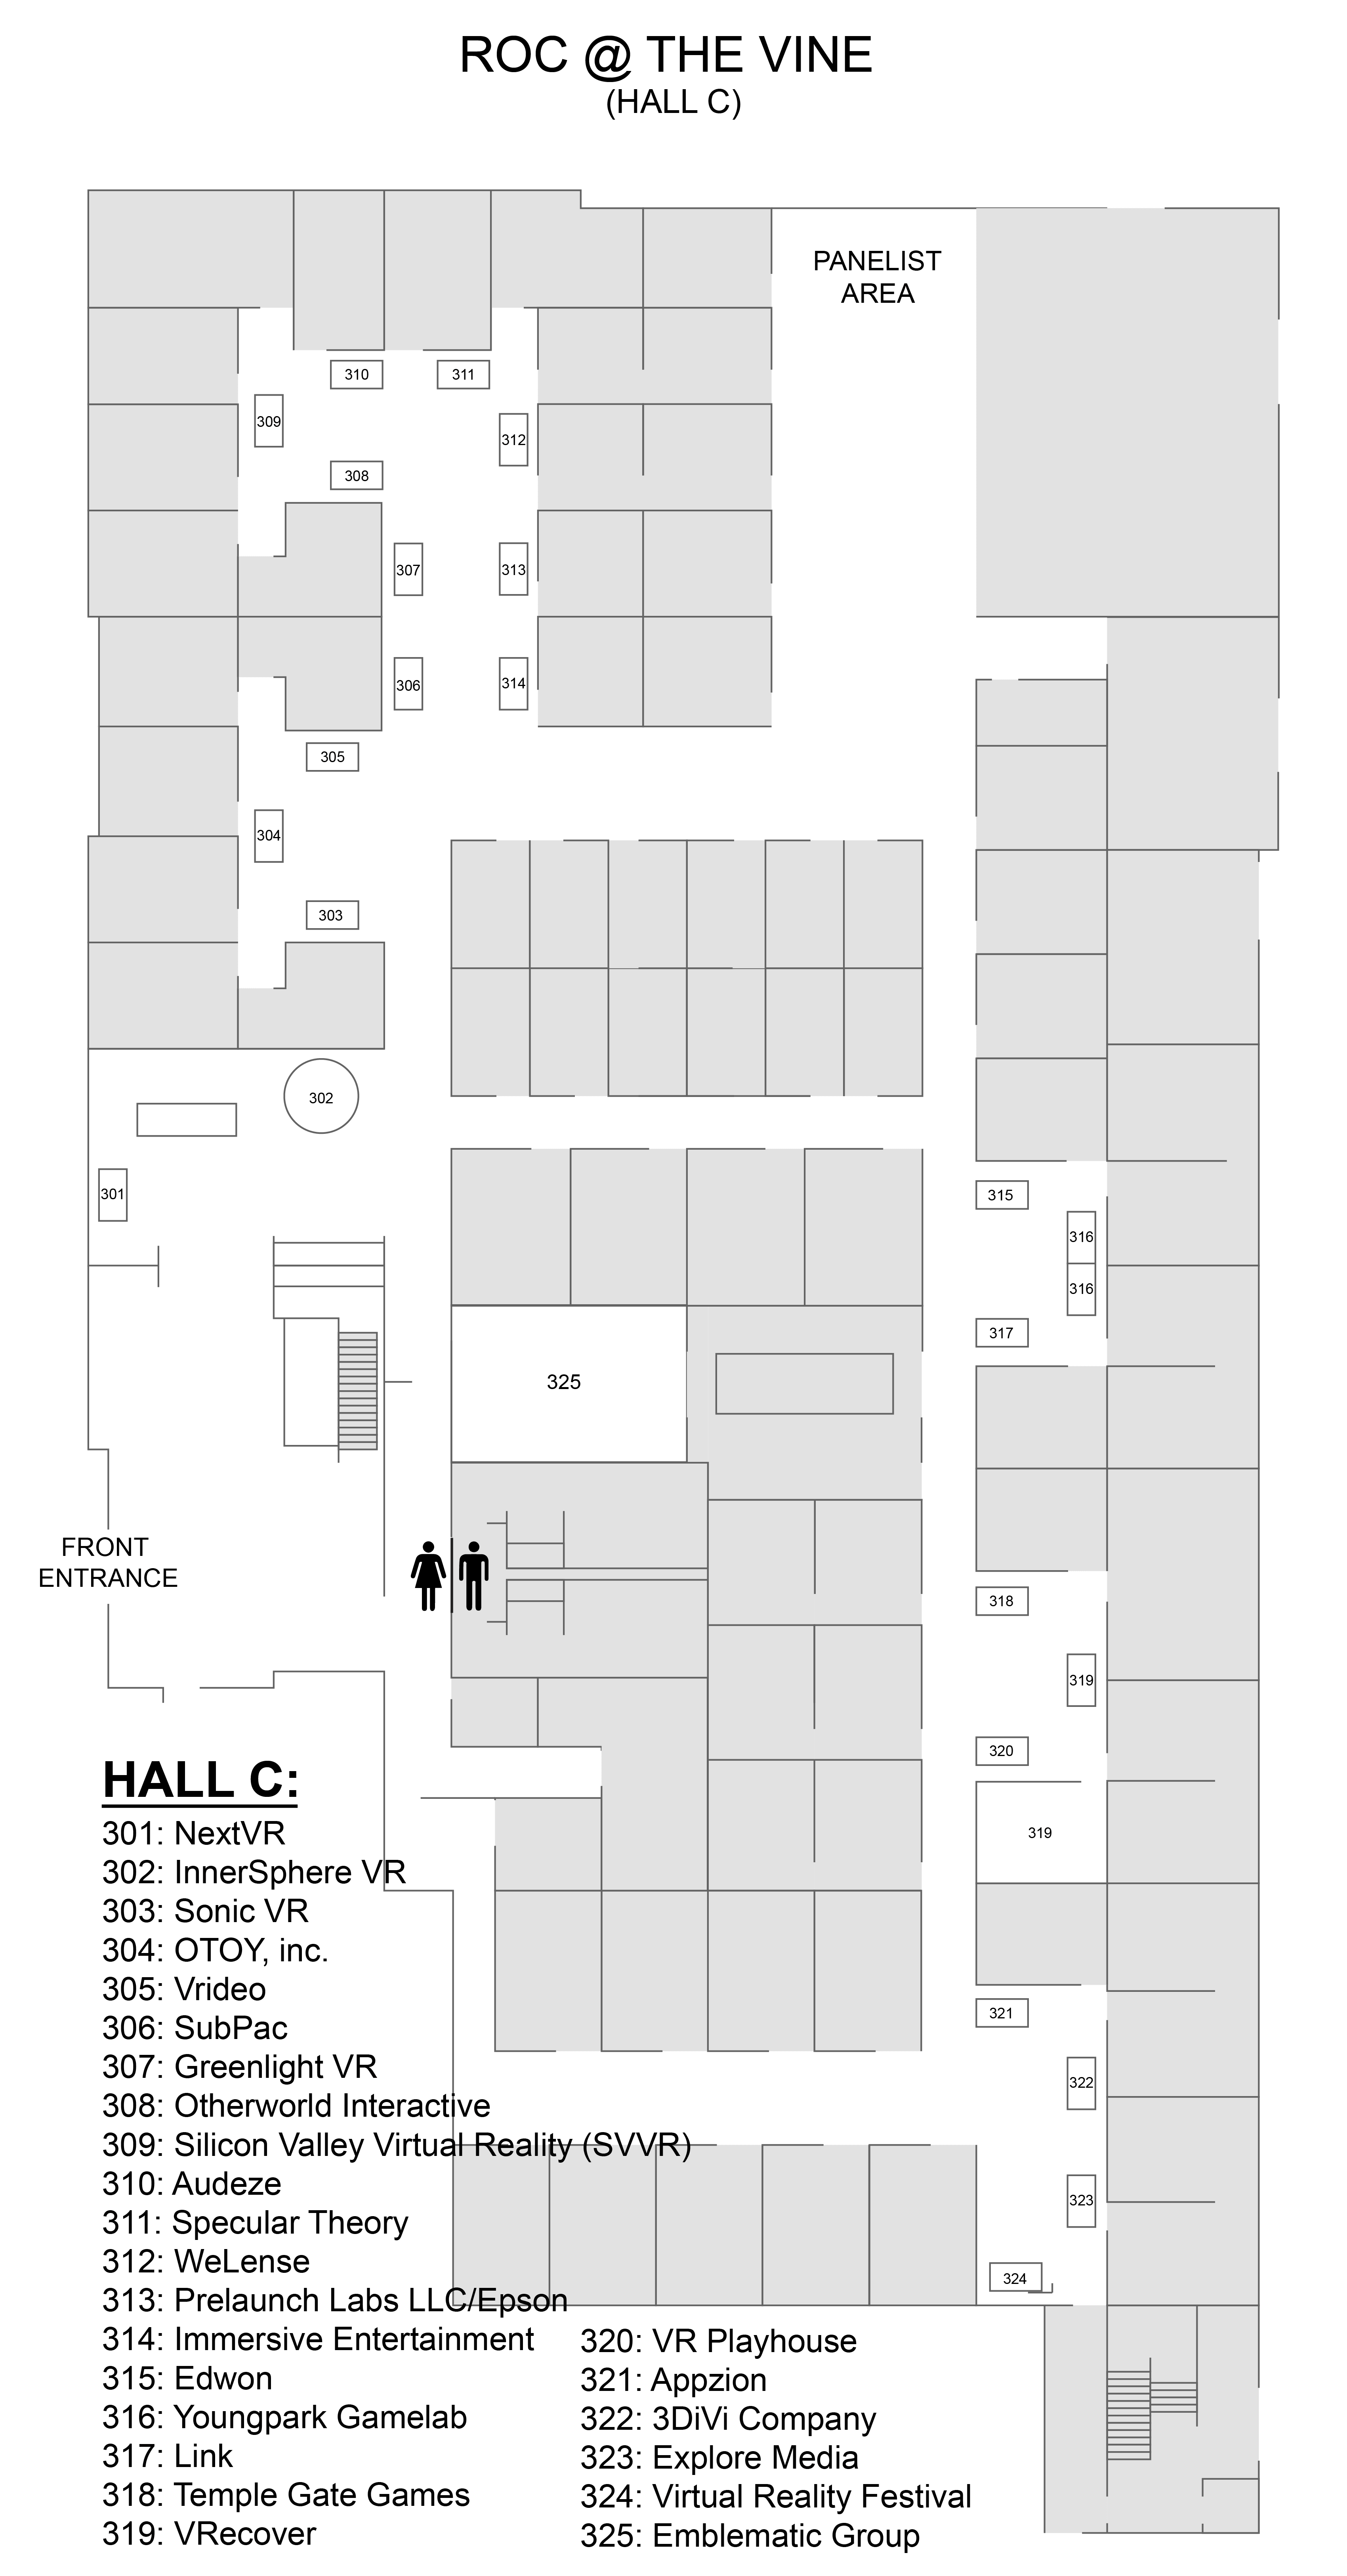 ROC @ THE VINE
(HALL C)
PANELIST
AREA
310
311
309
312
308
307
313
306
314
305
304
303
302
301
315
316
316
317
325
FRONT
ENTRANCE
318
319
320
319
321
322
323
324
HALL C:
301: NextVR
302: InnerSphere VR
303: Sonic VR
304: OTOY, inc.
305: Vrideo
306: SubPac
307: Greenlight VR
308: Otherworld Interactive
309: Silicon Valley Virtual Reality (SVVR)
310: Audeze
311: Specular Theory
312: WeLense
313: Prelaunch Labs LLC/Epson
314: Immersive Entertainment
315: Edwon
316: Youngpark Gamelab
317: Link
318: Temple Gate Games
319: VRecover
320: VR Playhouse
321: Appzion
322: 3DiVi Company
323: Explore Media
324: Virtual Reality Festival
325: Emblematic Group